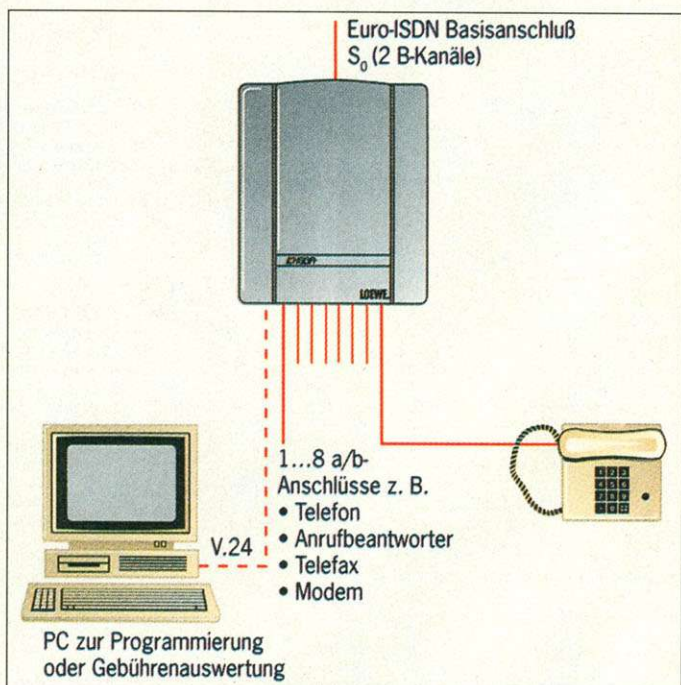 Euro-ISDN Basisanschluß
S₀ (2 B-Kanäle)
LOEWE
1...8 a/b-
Anschlüsse z. B.
• Telefon
• Anrufbeantworter
• Telefax
• Modem
V.24
PC zur Programmierung
oder Gebührenauswertung